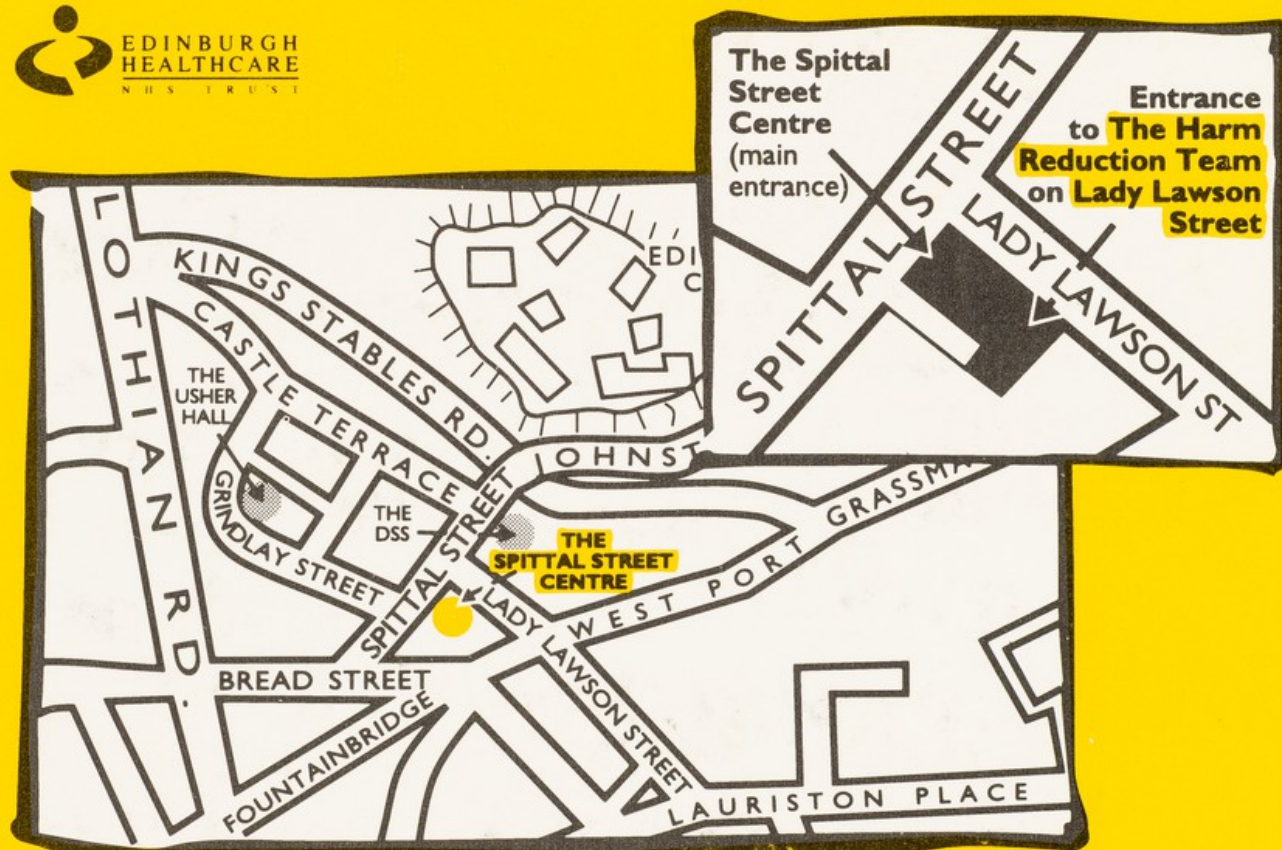 EDINBURGH
HEALTHCARE
NHS TRUST
The Spittal
Street
Centre
(main
entrance)
Entrance
to The Harm
Reduction Team
on Lady Lawson
Street
SPITTAL STREET
LADY LAWSON ST
LOTHIAN RD.
KINGS STABLES RD.
CASTLE TERRACE
THE
USHER
HALL
GRINDLAY STREET
THE
DSS
SPITTAL STREET
JOHNST
EDI
C
THE
SPITTAL STREET
CENTRE
LADY LAWSON STREET
WEST PORT
GRASSMA
BREAD STREET
FOUNTAINBRIDGE
LAURISTON PLACE